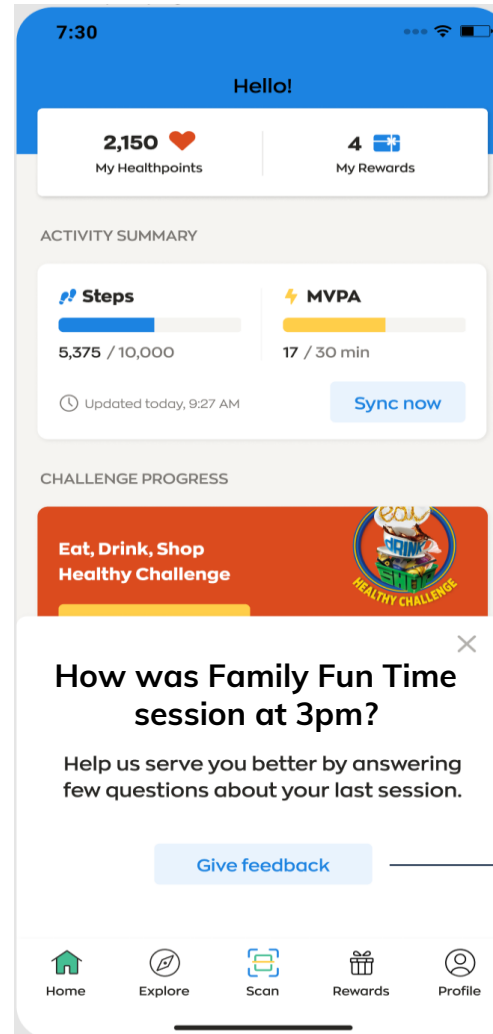 7:30
Hello!
2,150
4
My Healthpoints
My Rewards
ACTIVITY SUMMARY
Steps
MVPA
5,375 / 10,000
17 / 30 min
Updated today, 9:27 AM
Sync now
CHALLENGE PROGRESS
Eat, Drink, Shop
Healthy Challenge
eat
DRINK
SHOP
HEALTHY CHALLENGE
How was Family Fun Time
session at 3pm?
Help us serve you better by answering
few questions about your last session.
Give feedback
Home
Explore
Scan
Rewards
Profile